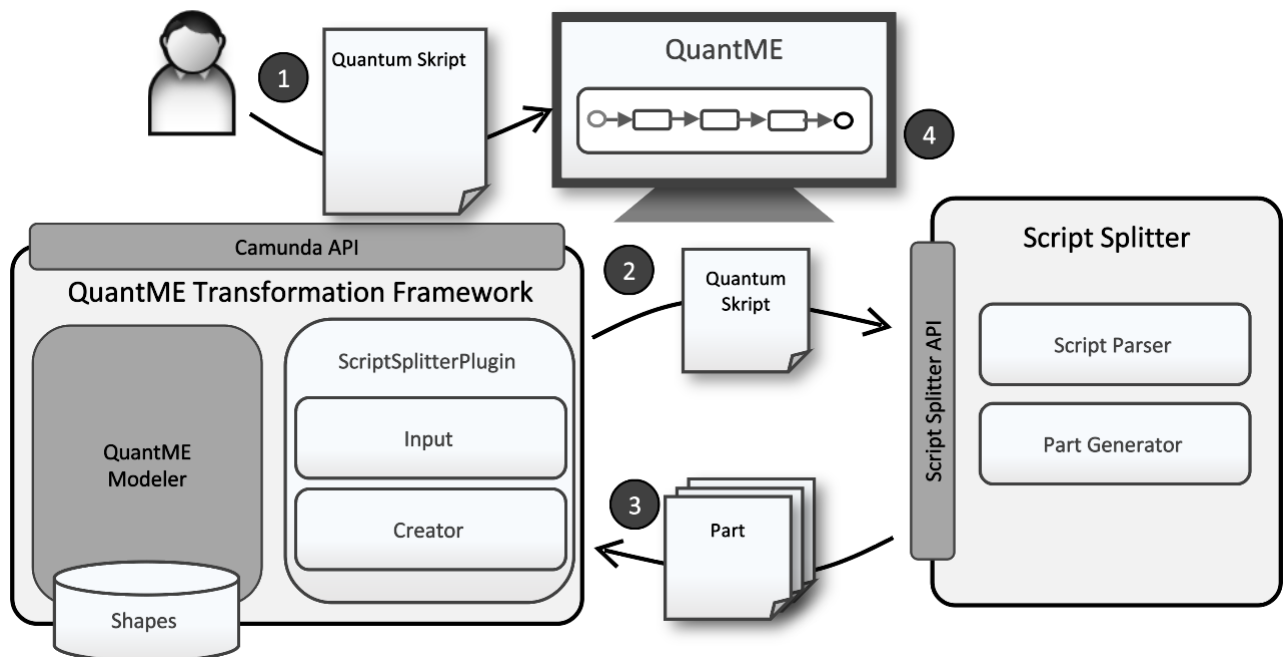 1
Quantum Skript
QuantME
4
Camunda API
QuantME Transformation Framework
QuantME
Modeler
Shapes
ScriptSplitterPlugin
Input
Creator
2
Quantum
Skript
3
Part
Script Splitter API
Script Splitter
Script Parser
Part Generator